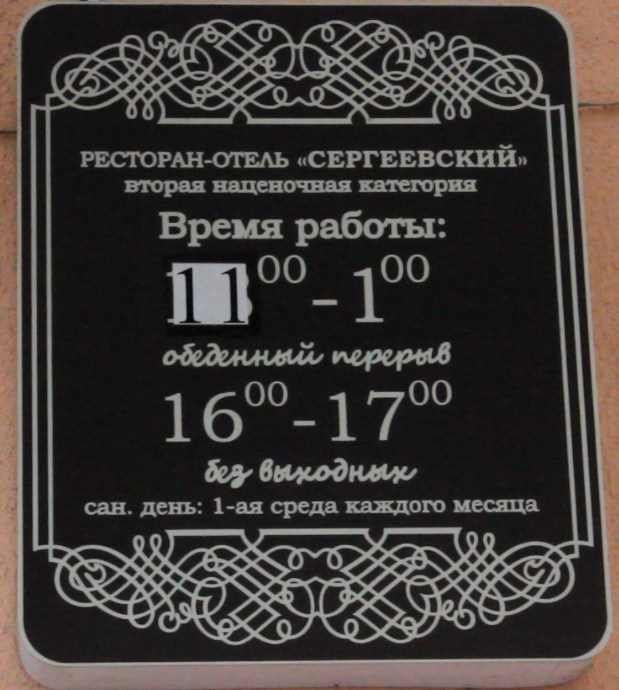 РЕСТОРАН-ОТЕЛЬ «СЕРГЕЕВСКИЙ»
вторая наценочная категория
Время работы:
11⁰⁰-1⁰⁰
обеденный перерыв
16⁰⁰-17⁰⁰
без выходных
сан. день: 1-ая среда каждого месяца